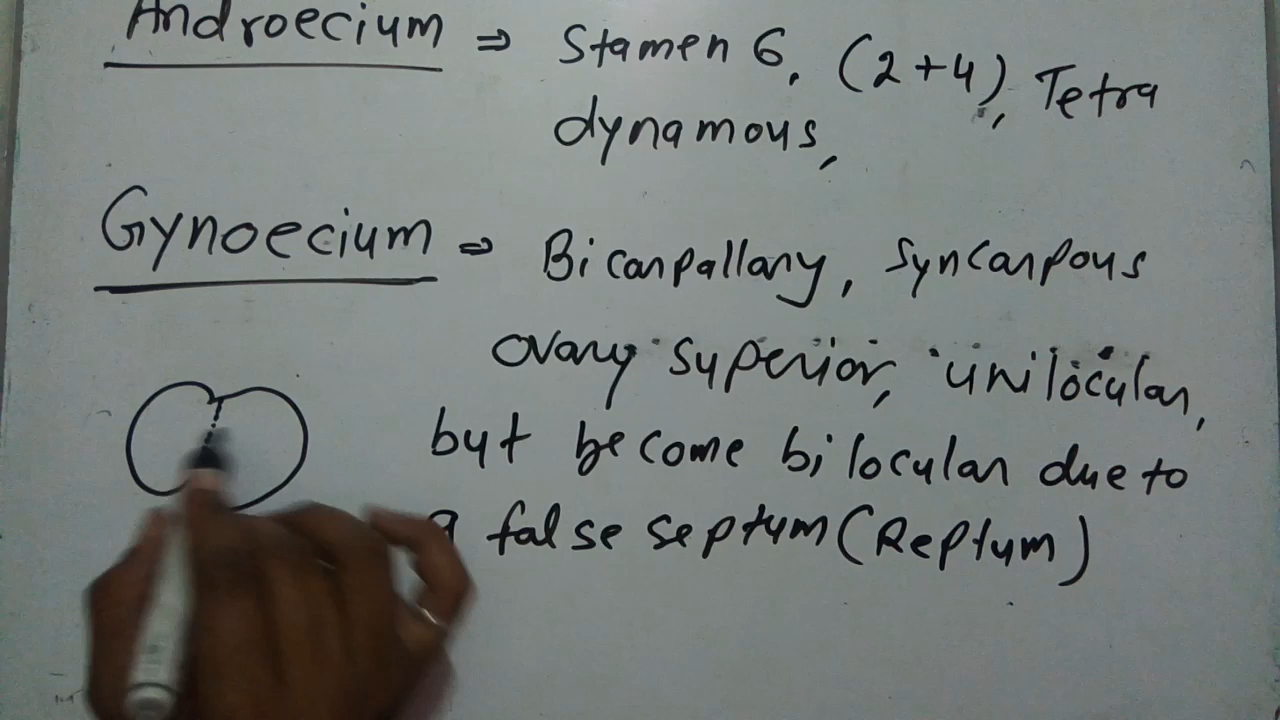 Androecium ⇒ Stamen 6, (2+4), Tetra
dynamous,
Gynoecium ⇒ Bicarpallary, Syncarpous
ovary superior, unilocular,
but become bilocular due to
a false septum (Replum)